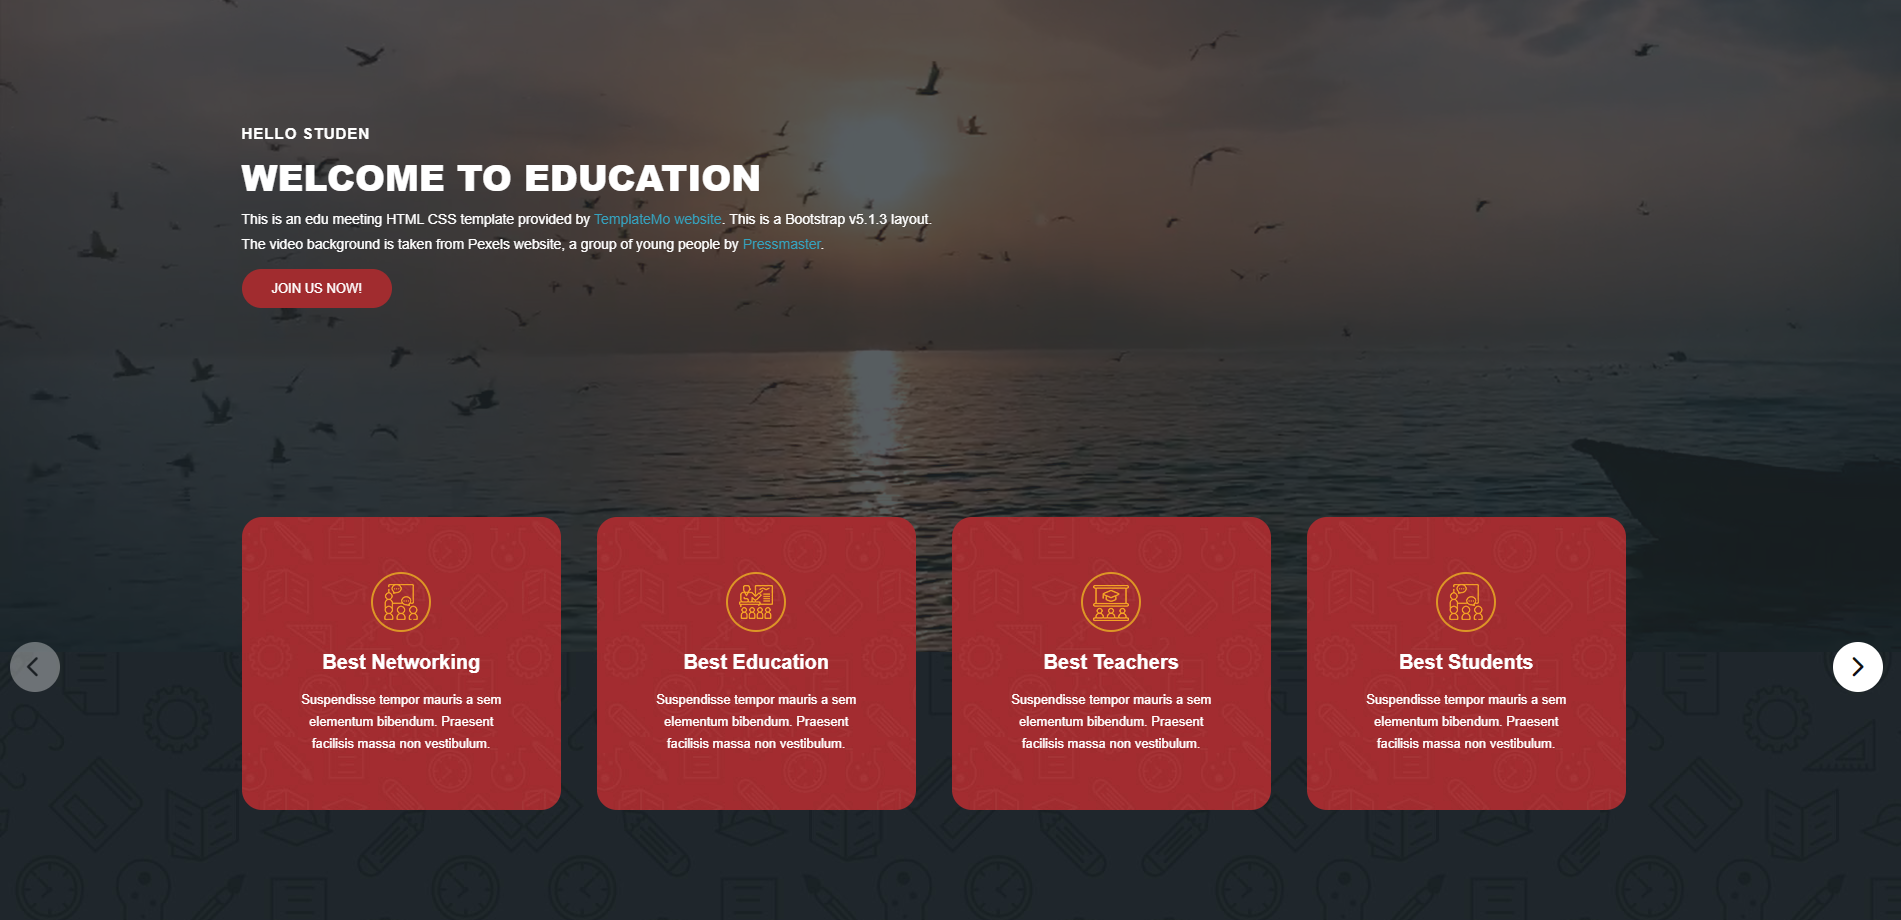 HELLO STUDEN
WELCOME TO EDUCATION
This is an edu meeting HTML CSS template provided by TemplateMo website. This is a Bootstrap v5.1.3 layout.
The video background is taken from Pexels website, a group of young people by Pressmaster.
JOIN US NOW!
Best Networking
Suspendisse tempor mauris a sem
elementum bibendum. Praesent
facilisis massa non vestibulum.
Best Education
Suspendisse tempor mauris a sem
elementum bibendum. Praesent
facilisis massa non vestibulum.
Best Teachers
Suspendisse tempor mauris a sem
elementum bibendum. Praesent
facilisis massa non vestibulum.
Best Students
Suspendisse tempor mauris a sem
elementum bibendum. Praesent
facilisis massa non vestibulum.